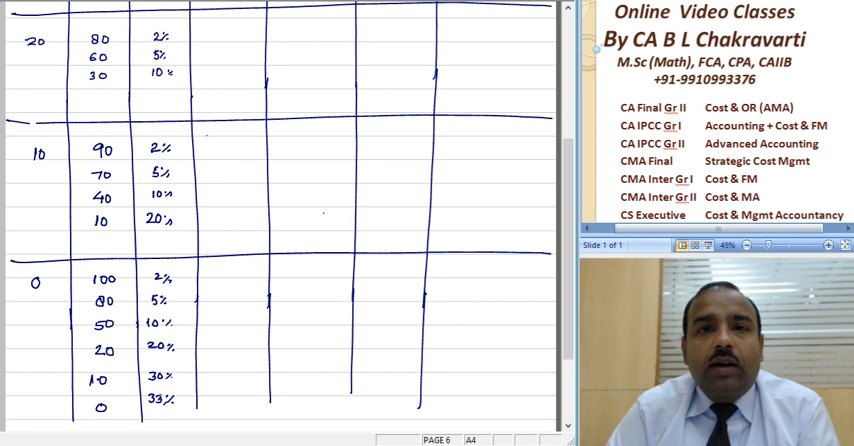 20 80 2%
60 5%
30 10%
10 90 2%
70 5%
40 10%
10 20%
0 100 2%
80 5%
50 10%
20 20%
10 30%
0 33%
PAGE 6 A4
Online Video Classes
By CA B L Chakravarti
M.Sc (Math), FCA, CPA, CAIIB
+91-9910993376
CA Final Gr II Cost & OR (AMA)
CA IPCC Gr I Accounting + Cost & FM
CA IPCC Gr II Advanced Accounting
CMA Final Strategic Cost Mgmt
CMA Inter Gr I Cost & FM
CMA Inter Gr II Cost & MA
CS Executive Cost & Mgmt Accountancy
Slide 1 of 1 45%